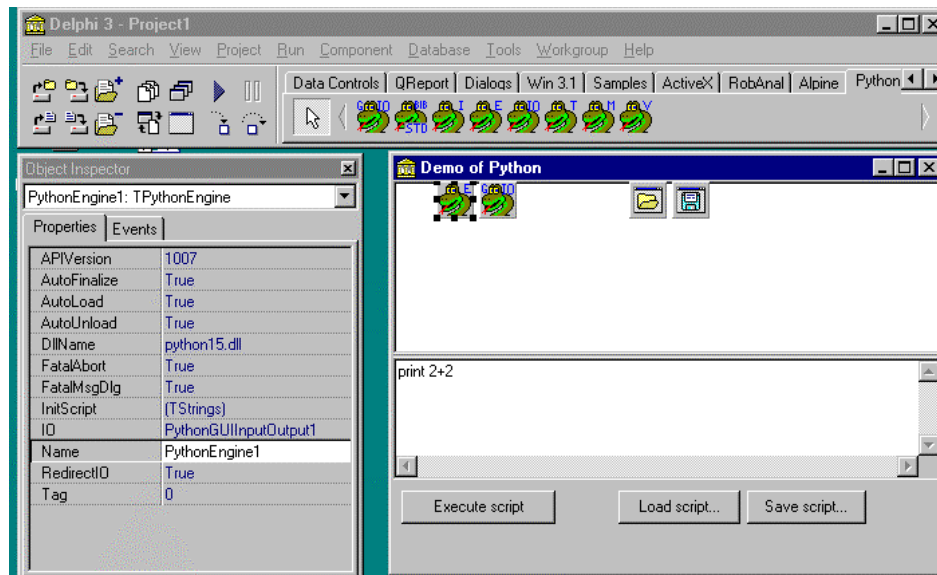 Delphi 3 - Project1
File Edit Search View Project Run Component Database Tools Workgroup Help
Data Controls QReport Dialogs Win 3.1 Samples ActiveX RobAnal Alpine Python
Object Inspector
PythonEngine1: TPythonEngine
Properties Events
APIVersion 1007
AutoFinalize True
AutoLoad True
AutoUnload True
DllName python15.dll
FatalAbort True
FatalMsgDlg True
InitScript (TStrings)
IO PythonGUIInputOutput1
Name PythonEngine1
RedirectIO True
Tag 0
Demo of Python
print 2+2
Execute script Load script... Save script...